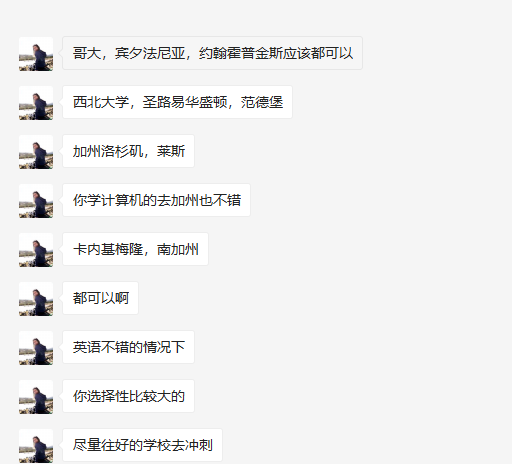 哥大，宾夕法尼亚，约翰霍普金斯应该都可以
西北大学，圣路易华盛顿，范德堡
加州洛杉矶，莱斯
你学计算机的去加州也不错
卡内基梅隆，南加州
都可以啊
英语不错的情况下
你选择性比较大的
尽量往好的学校去冲刺